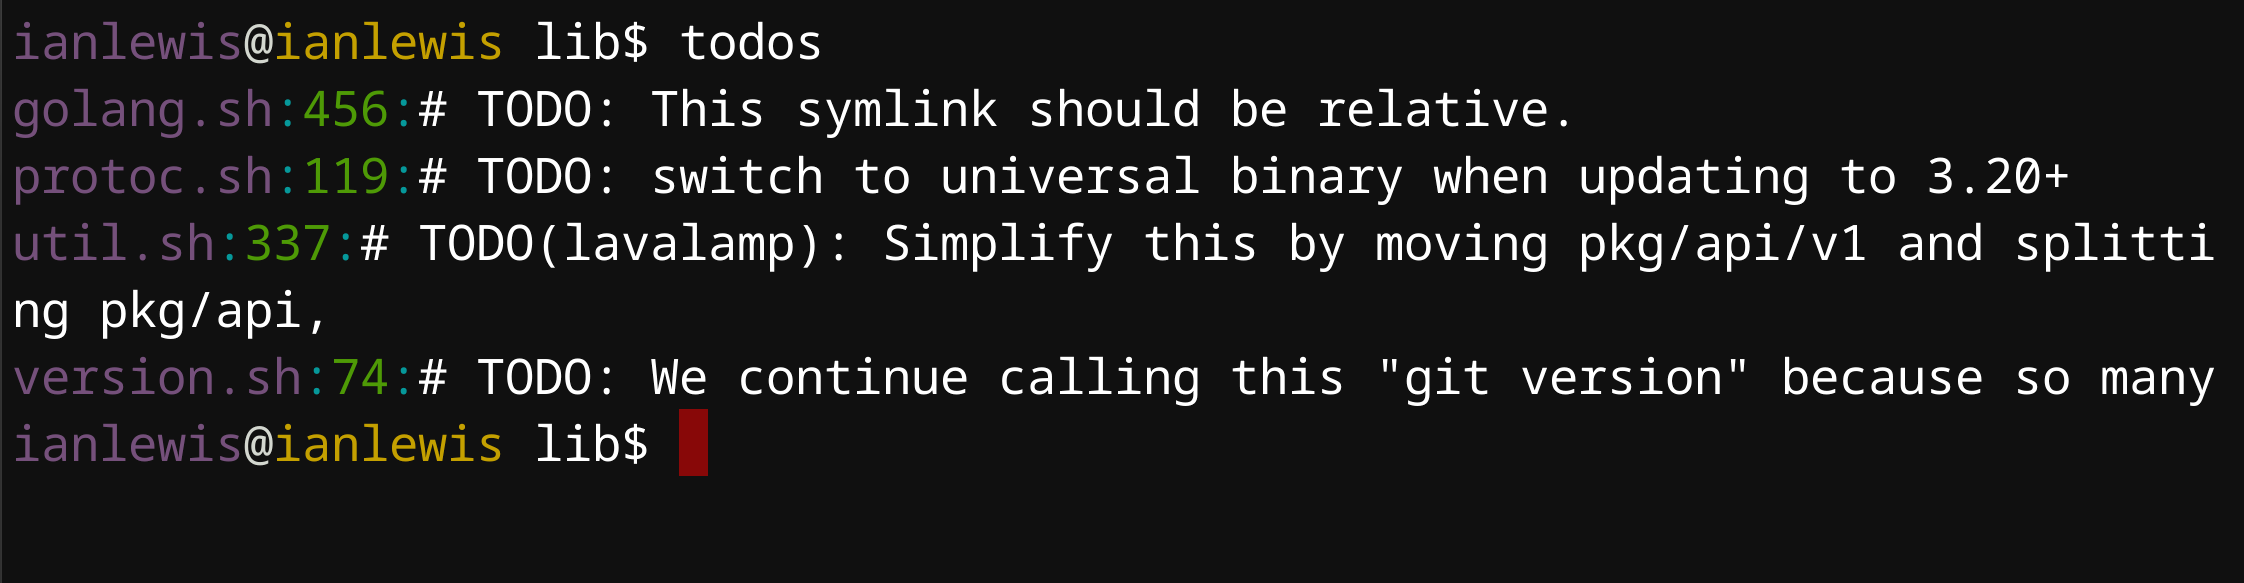 ianlewis@ianlewis lib$ todos
golang.sh:456:# TODO: This symlink should be relative.
protoc.sh:119:# TODO: switch to universal binary when updating to 3.20+
util.sh:337:# TODO(lavalamp): Simplify this by moving pkg/api/v1 and splitti
ng pkg/api,
version.sh:74:# TODO: We continue calling this "git version" because so many
ianlewis@ianlewis lib$